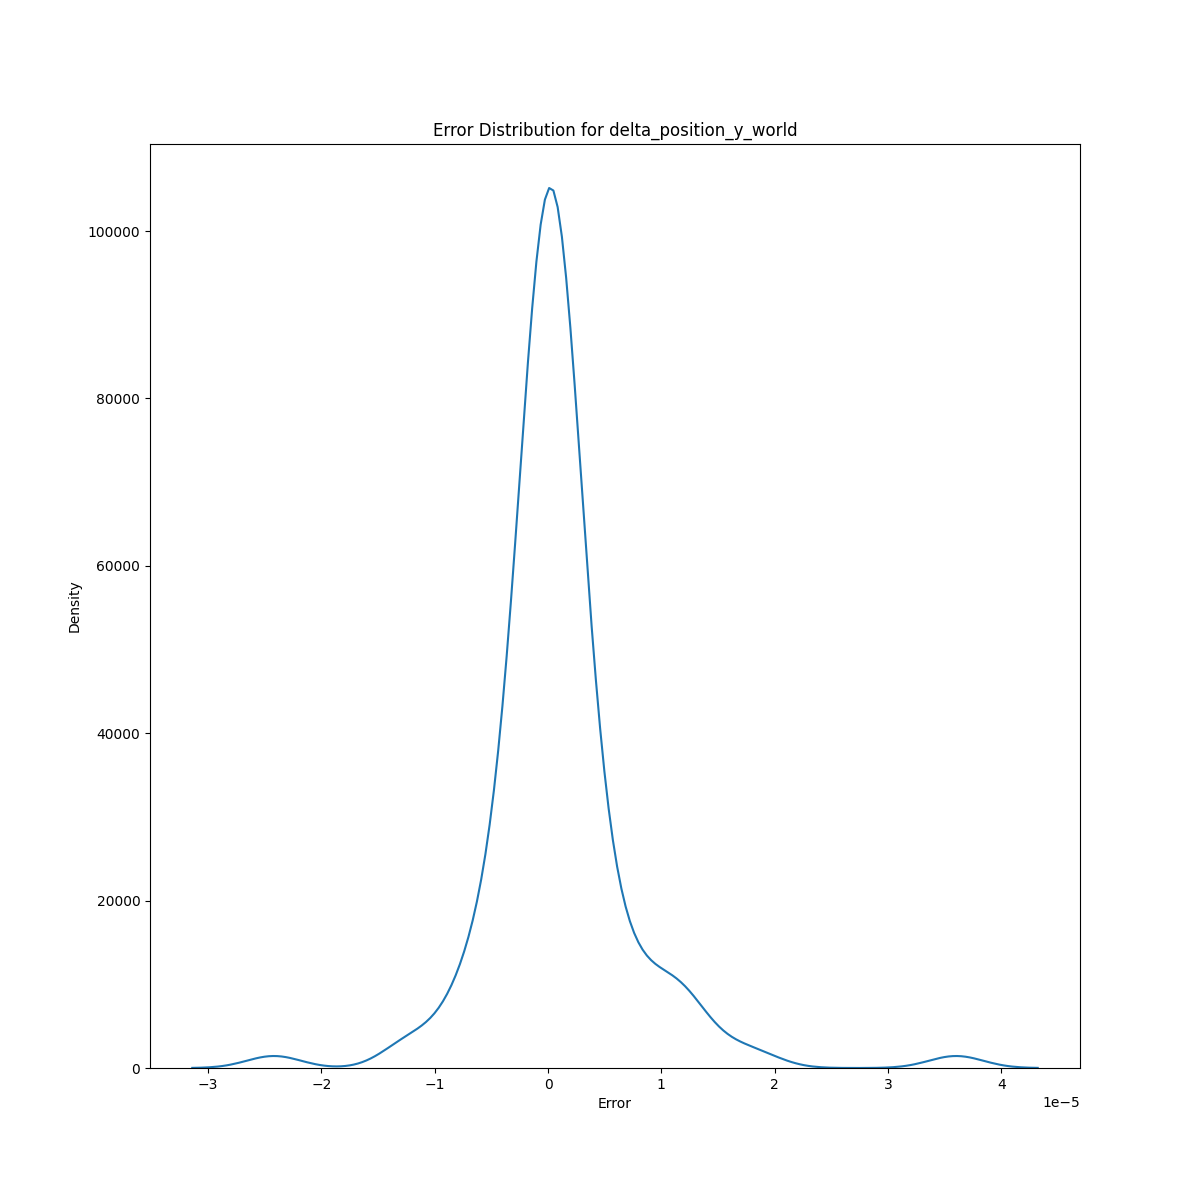 Error Distribution for delta_position_y_world
100000
80000
60000
40000
20000
0
Density
−3 −2 −1 0 1 2 3 4
Error
1e−5